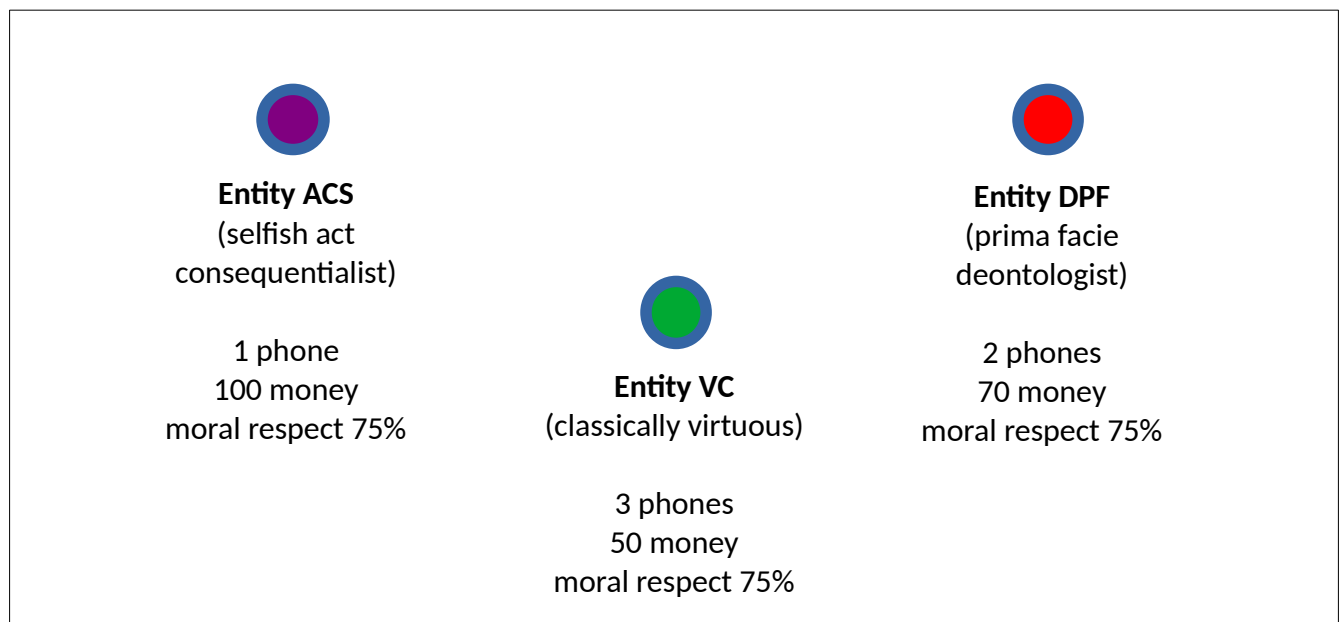 Entity ACS
(selfish act
consequentialist)
1 phone
100 money
moral respect 75%
Entity VC
(classically virtuous)
3 phones
50 money
moral respect 75%
Entity DPF
(prima facie
deontologist)
2 phones
70 money
moral respect 75%